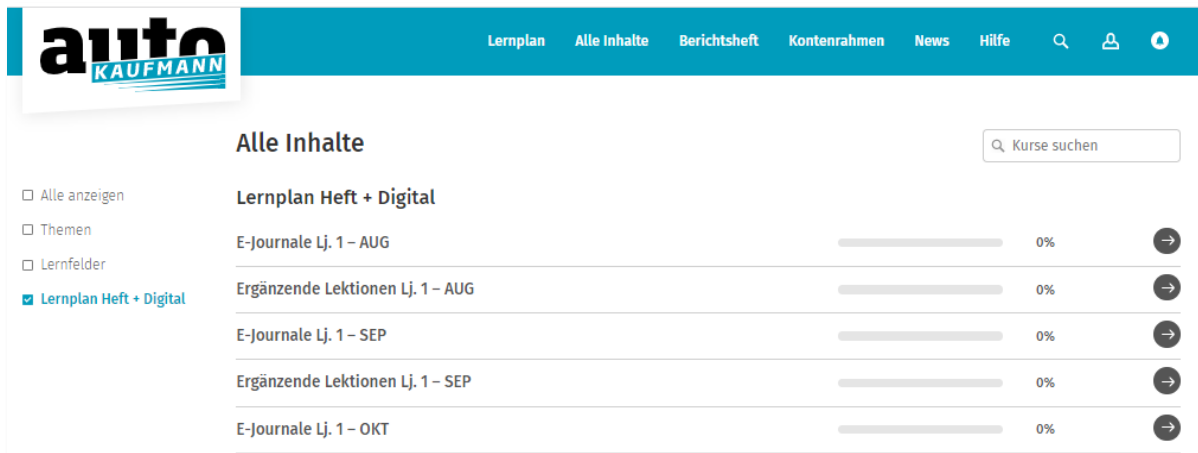 auto
KAUFMANN
Lernplan Alle Inhalte Berichtsheft Kontenrahmen News Hilfe
Alle Inhalte
Kurse suchen
Alle anzeigen
Themen
Lernfelder
Lernplan Heft + Digital
Lernplan Heft + Digital
E-Journale Lj. 1 – AUG 0%
Ergänzende Lektionen Lj. 1 – AUG 0%
E-Journale Lj. 1 – SEP 0%
Ergänzende Lektionen Lj. 1 – SEP 0%
E-Journale Lj. 1 – OKT 0%